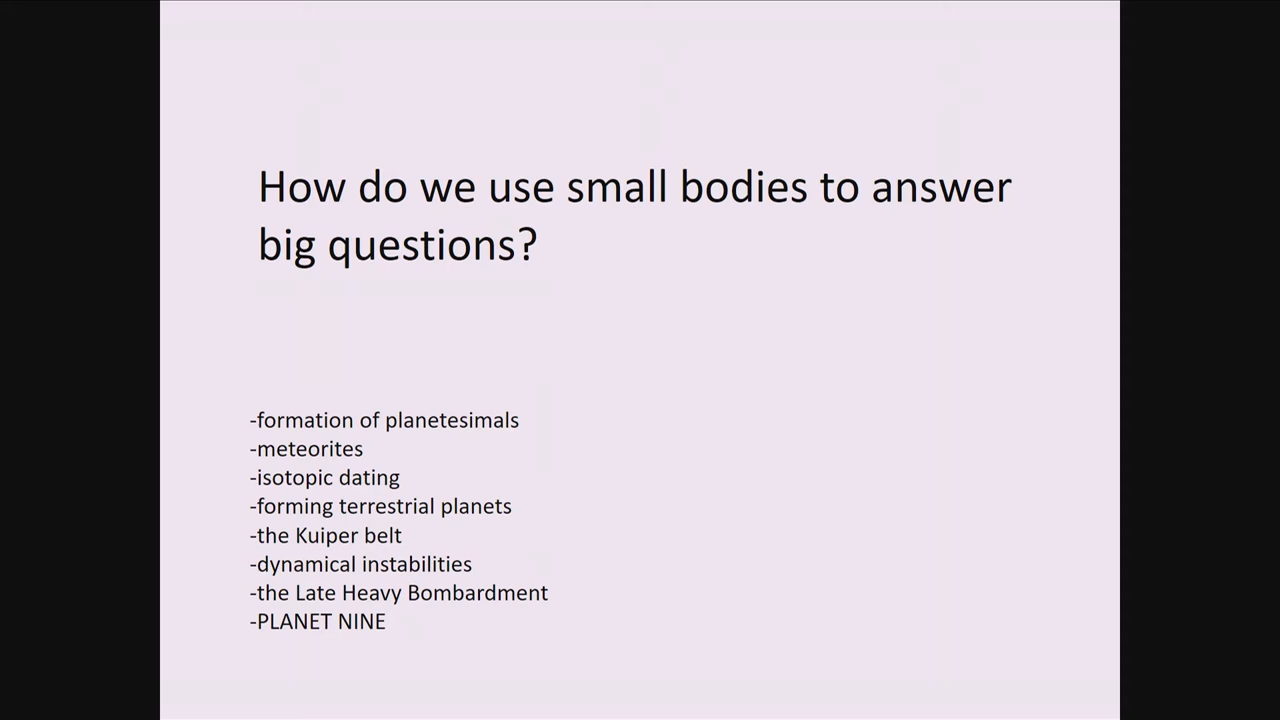 How do we use small bodies to answer
big questions?
-formation of planetesimals
-meteorites
-isotopic dating
-forming terrestrial planets
-the Kuiper belt
-dynamical instabilities
-the Late Heavy Bombardment
-PLANET NINE